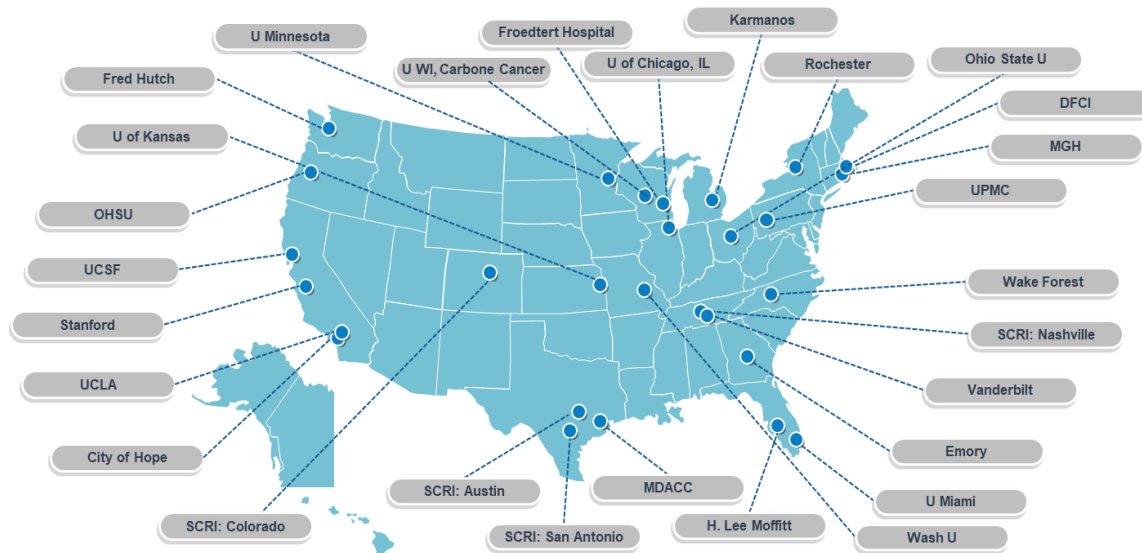 Karmanos
Froedtert Hospital
U Minnesota
Ohio State U
U WI, Carbone Cancer
U of Chicago, IL
Rochester
Fred Hutch
DFCI
U of Kansas
MGH
UPMC
OHSU
UCSF
Wake Forest
Stanford
SCRI: Nashville
UCLA
Vanderbilt
City of Hope
Emory
SCRI: Austin
MDACC
U Miami
SCRI: Colorado
SCRI: San Antonio
H. Lee Moffitt
Wash U